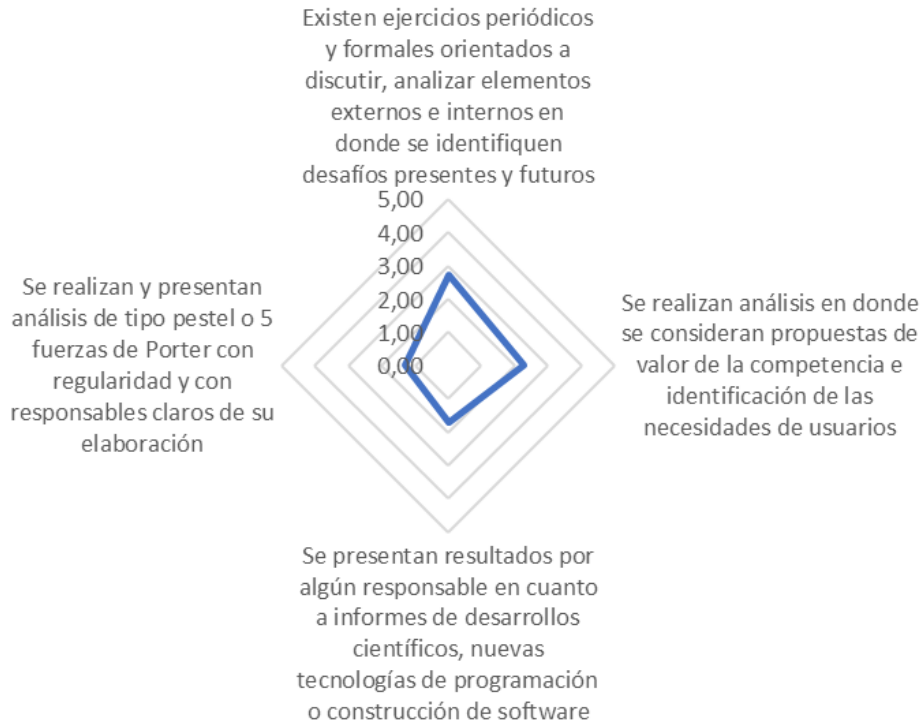 Existen ejercicios periódicos
y formales orientados a
discutir, analizar elementos
externos e internos en
donde se identifiquen
desafíos presentes y futuros
5,00
4,00
3,00
2,00
1,00
0,00
Se realizan análisis en donde
se consideran propuestas de
valor de la competencia e
identificación de las
necesidades de usuarios
Se presentan resultados por
algún responsable en cuanto
a informes de desarrollos
científicos, nuevas
tecnologías de programación
o construcción de software
Se realizan y presentan
análisis de tipo pestel o 5
fuerzas de Porter con
regularidad y con
responsables claros de su
elaboración